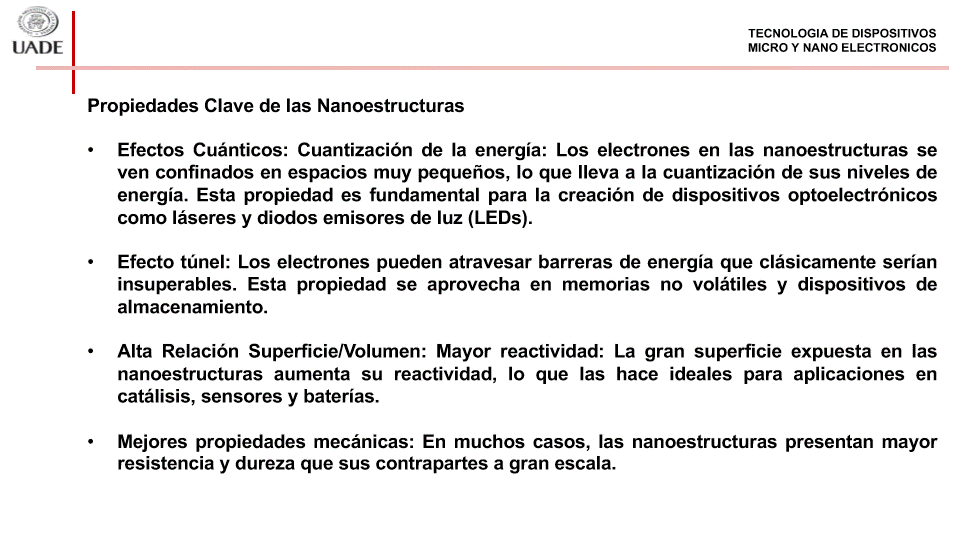 UADE
TECNOLOGIA DE DISPOSITIVOS
MICRO Y NANO ELECTRONICOS
Propiedades Clave de las Nanoestructuras
• Efectos Cuánticos: Cuantización de la energía: Los electrones en las nanoestructuras se
ven confinados en espacios muy pequeños, lo que lleva a la cuantización de sus niveles de
energía. Esta propiedad es fundamental para la creación de dispositivos optoelectrónicos
como láseres y diodos emisores de luz (LEDs).
• Efecto túnel: Los electrones pueden atravesar barreras de energía que clásicamente serían
insuperables. Esta propiedad se aprovecha en memorias no volátiles y dispositivos de
almacenamiento.
• Alta Relación Superficie/Volumen: Mayor reactividad: La gran superficie expuesta en las
nanoestructuras aumenta su reactividad, lo que las hace ideales para aplicaciones en
catálisis, sensores y baterías.
• Mejores propiedades mecánicas: En muchos casos, las nanoestructuras presentan mayor
resistencia y dureza que sus contrapartes a gran escala.